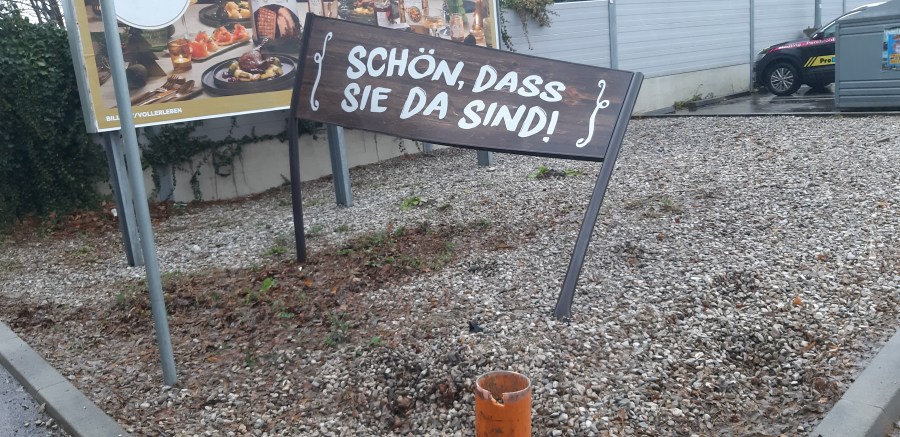 SCHÖN, DASS
SIE DA SIND!